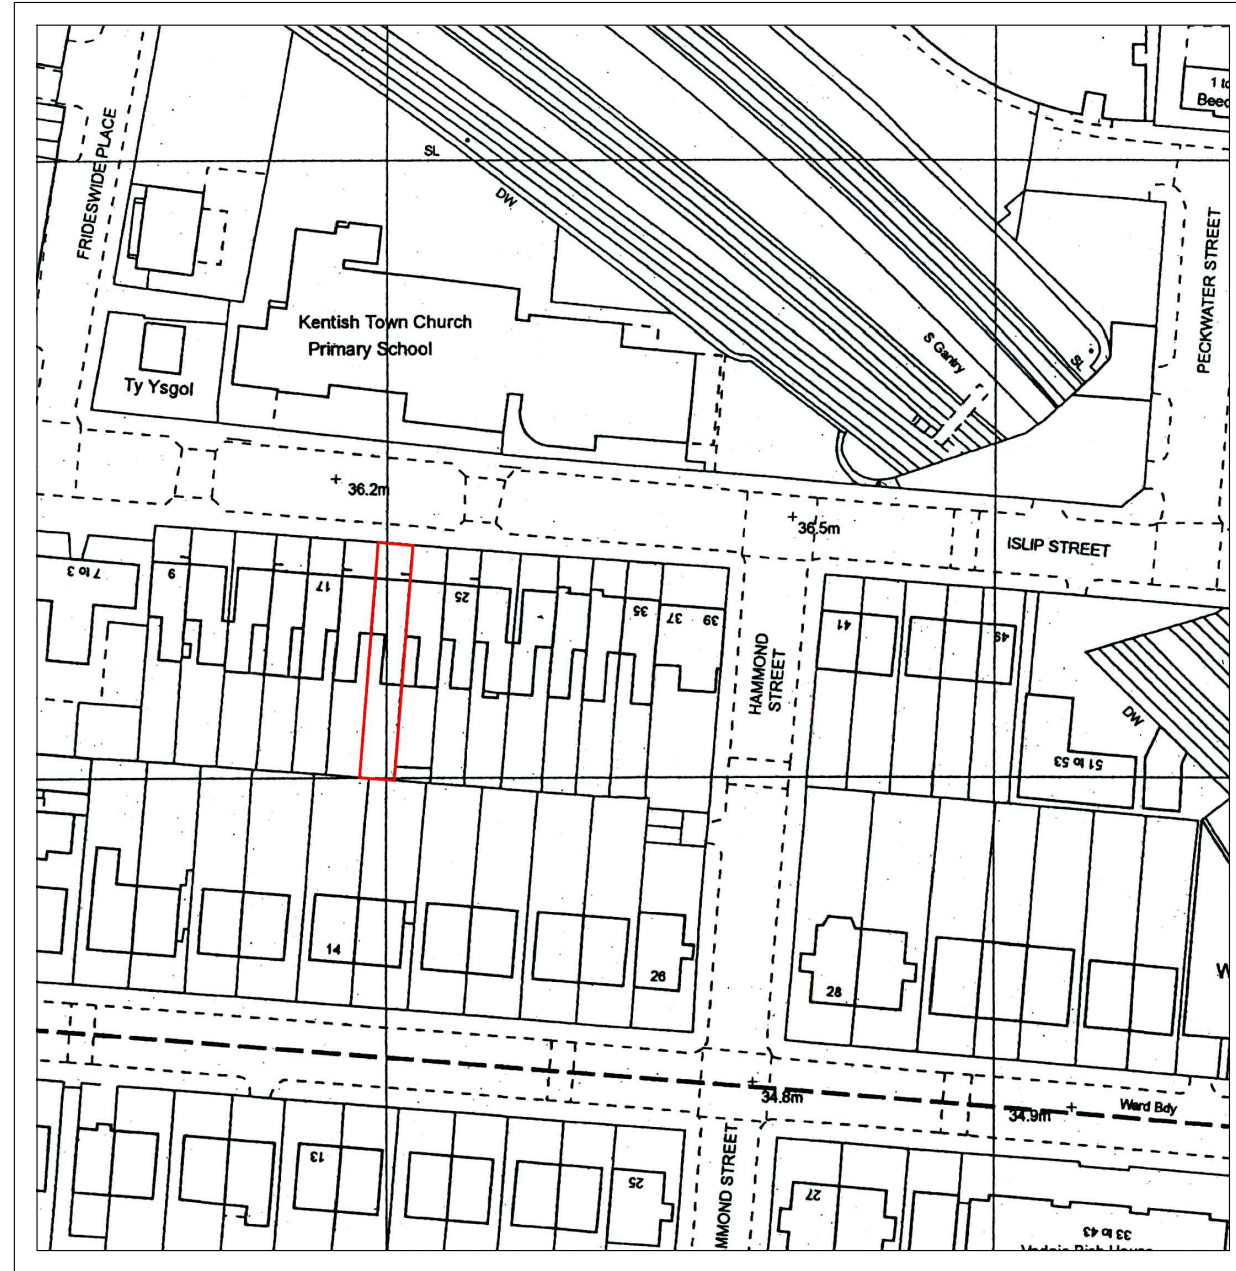 1 to
Beec
FRIDESWIDE PLACE
SL
DW
PECKWATER STREET
Kentish Town Church
Primary School
S Gantry
SL
Ty Ysgol
36.2m
36.5m
ISLIP STREET
7 to 3
9
17
25
35
37
39
41
49
HAMMOND
STREET
DW
51 to 53
14
26
28
W
34.8m
34.9m
Ward Bdy
13
25
MMOND STREET
27
33 to 43